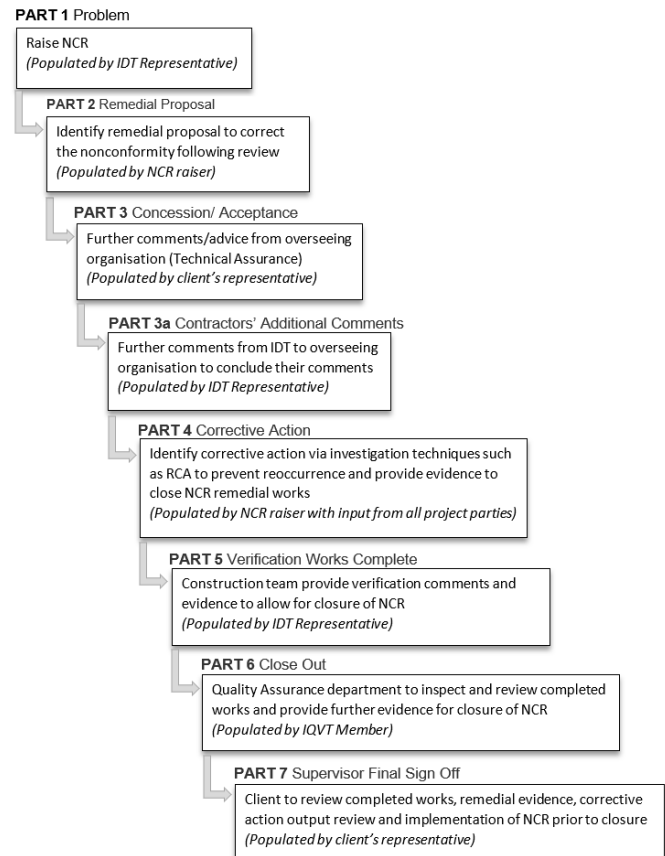 PART 1 Problem
Raise NCR
(Populated by IDT Representative)
PART 2 Remedial Proposal
Identify remedial proposal to correct
the nonconformity following review
(Populated by NCR raiser)
PART 3 Concession/ Acceptance
Further comments/advice from overseeing
organisation (Technical Assurance)
(Populated by client's representative)
PART 3a Contractors' Additional Comments
Further comments from IDT to overseeing
organisation to conclude their comments
(Populated by IDT Representative)
PART 4 Corrective Action
Identify corrective action via investigation techniques such
as RCA to prevent reoccurrence and provide evidence to
close NCR remedial works
(Populated by NCR raiser with input from all project parties)
PART 5 Verification Works Complete
Construction team provide verification comments and
evidence to allow for closure of NCR
(Populated by IDT Representative)
PART 6 Close Out
Quality Assurance department to inspect and review completed
works and provide further evidence for closure of NCR
(Populated by IQVT Member)
PART 7 Supervisor Final Sign Off
Client to review completed works, remedial evidence, corrective
action output review and implementation of NCR prior to closure
(Populated by client's representative)